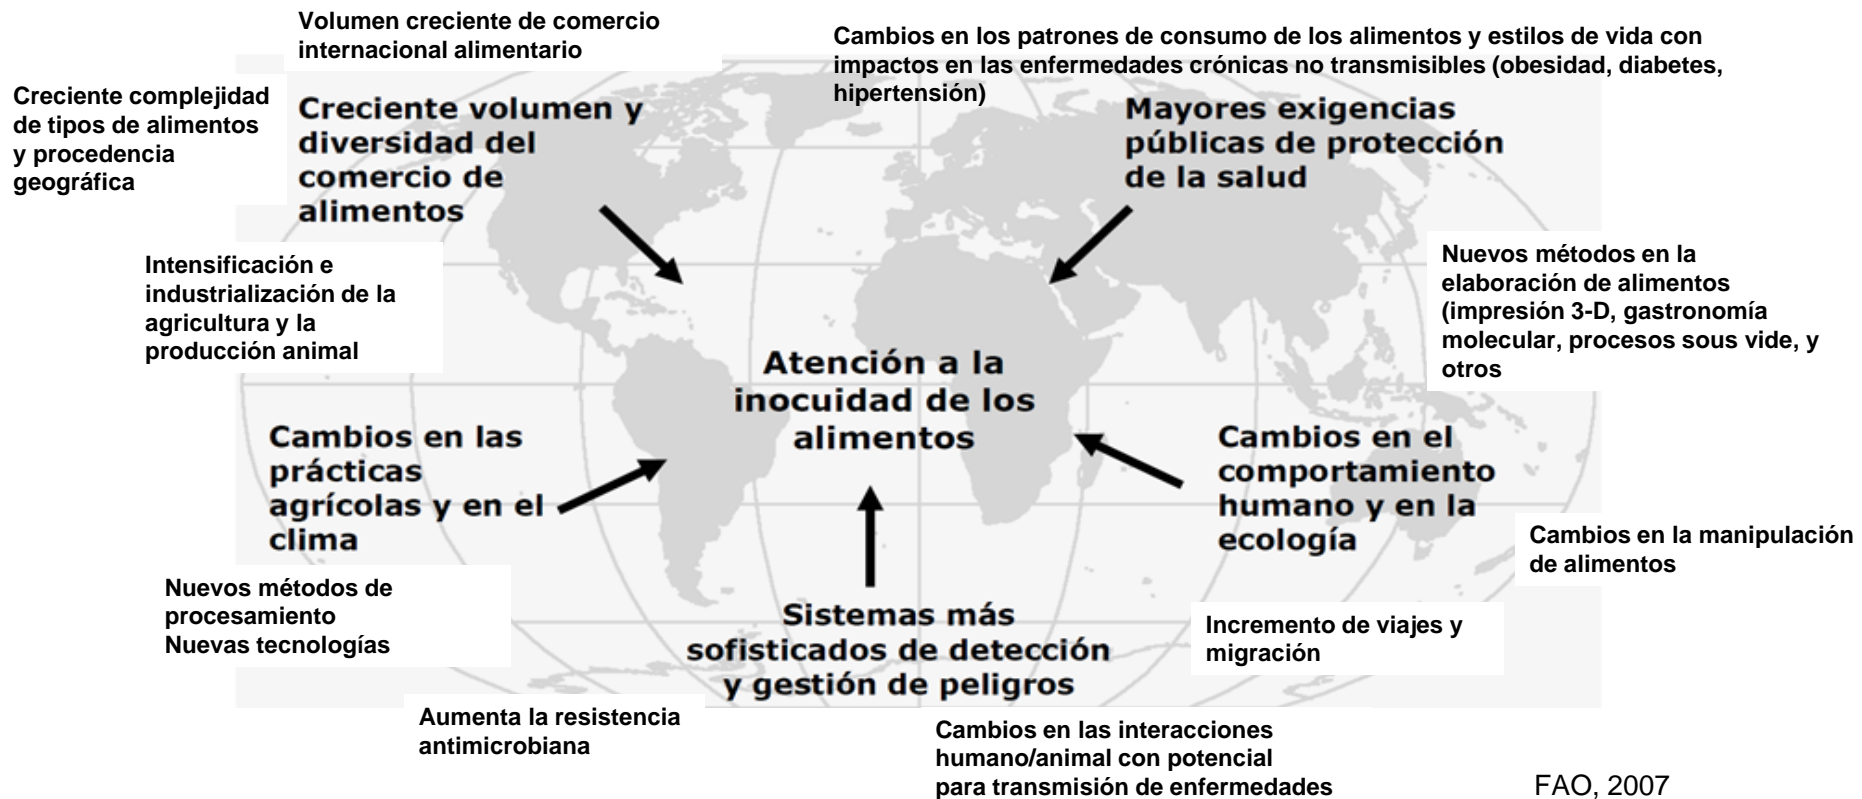 Volumen creciente de comercio
internacional alimentario
Cambios en los patrones de consumo de los alimentos y estilos de vida con
impactos en las enfermedades crónicas no transmisibles (obesidad, diabetes,
hipertensión)
Creciente complejidad
de tipos de alimentos
y procedencia
geográfica
Creciente volumen y
diversidad del
comercio de
alimentos
Mayores exigencias
públicas de protección
de la salud
Intensificación e
industrialización de la
agricultura y la
producción animal
Nuevos métodos en la
elaboración de alimentos
(impresión 3-D, gastronomía
molecular, procesos sous vide, y
otros
Atención a la
inocuidad de los
alimentos
Cambios en las
prácticas
agrícolas y en el
clima
Cambios en el
comportamiento
humano y en la
ecología
Cambios en la manipulación
de alimentos
Nuevos métodos de
procesamiento
Nuevas tecnologías
Sistemas más
sofisticados de detección
y gestión de peligros
Incremento de viajes y
migración
Aumenta la resistencia
antimicrobiana
Cambios en las interacciones
humano/animal con potencial
para transmisión de enfermedades
FAO, 2007